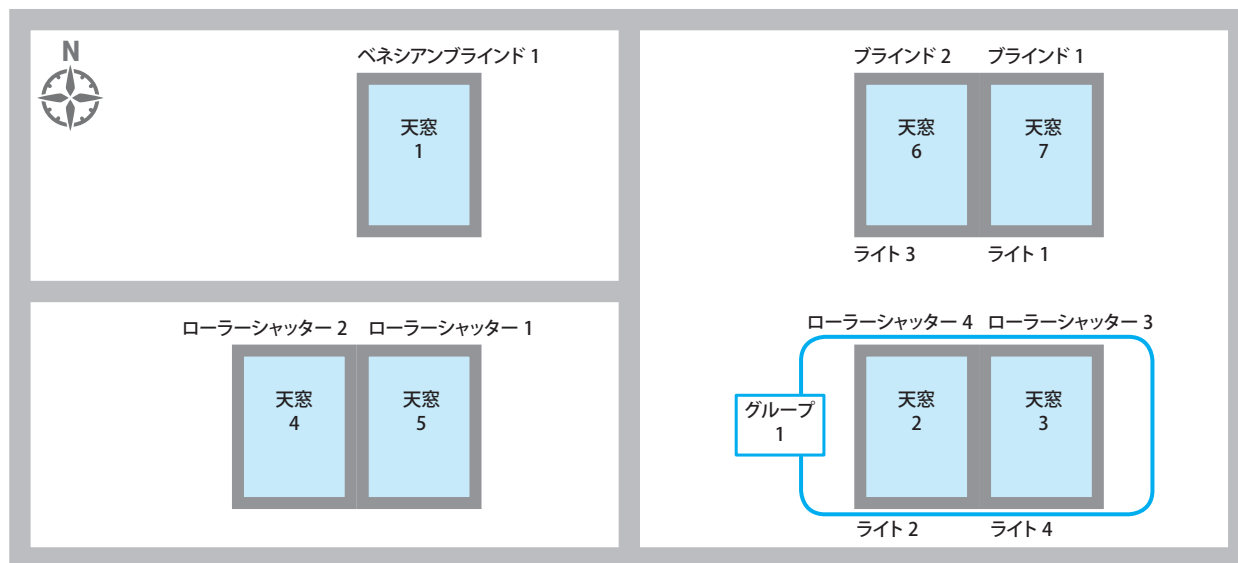 N
ベネシアンブラインド 1
天窓
1
ブラインド 2
ブラインド 1
天窓
6
天窓
7
ライト 3
ライト 1
ローラーシャッター 2
ローラーシャッター 1
天窓
4
天窓
5
ローラーシャッター 4
ローラーシャッター 3
グループ
1
天窓
2
天窓
3
ライト 2
ライト 4